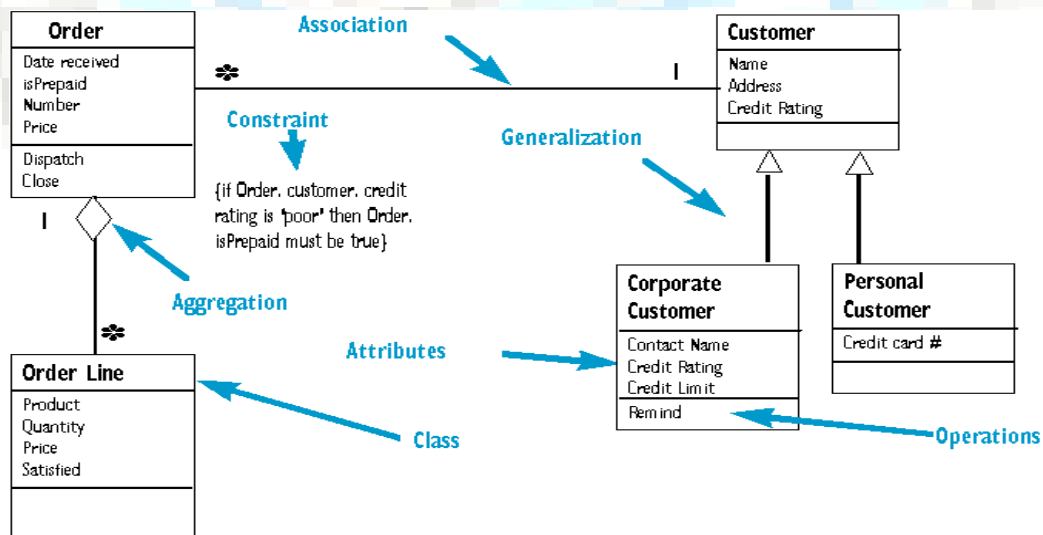 Order
Date received
isPrepaid
Number
Price
Dispatch
Close
Association
*
1
Customer
Name
Address
Credit Rating
Constraint
{if Order. customer. credit
rating is 'poor' then Order.
isPrepaid must be true}
Generalization
1
Aggregation
*
Order Line
Product
Quantity
Price
Satisfied
Class
Attributes
Corporate
Customer
Contact Name
Credit Rating
Credit Limit
Remind
Personal
Customer
Credit card #
Operations